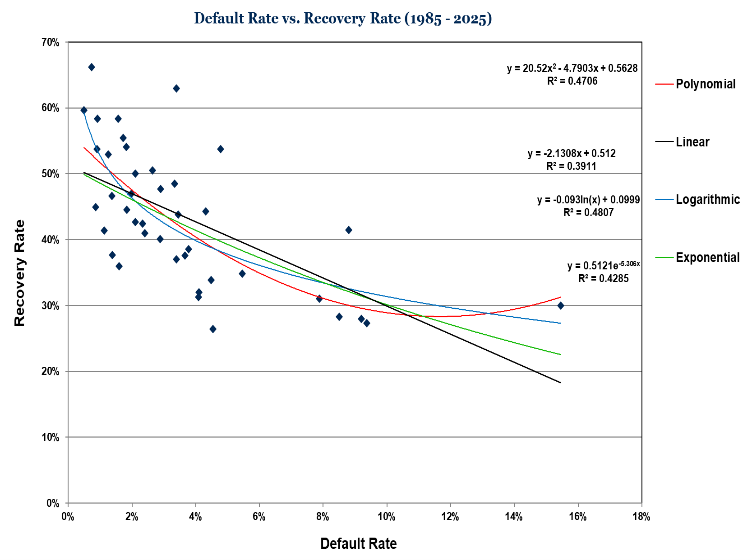 Default Rate vs. Recovery Rate (1985 - 2025)
70%
60%
50%
40%
30%
20%
10%
0%
Recovery Rate
y = 20.52x² - 4.7903x + 0.5628
R² = 0.4706
y = -2.1308x + 0.512
R² = 0.3911
y = -0.093ln(x) + 0.0999
R² = 0.4807
y = 0.5121e^-5.306x
R² = 0.4285
Polynomial
Linear
Logarithmic
Exponential
0% 2% 4% 6% 8% 10% 12% 14% 16% 18%
Default Rate